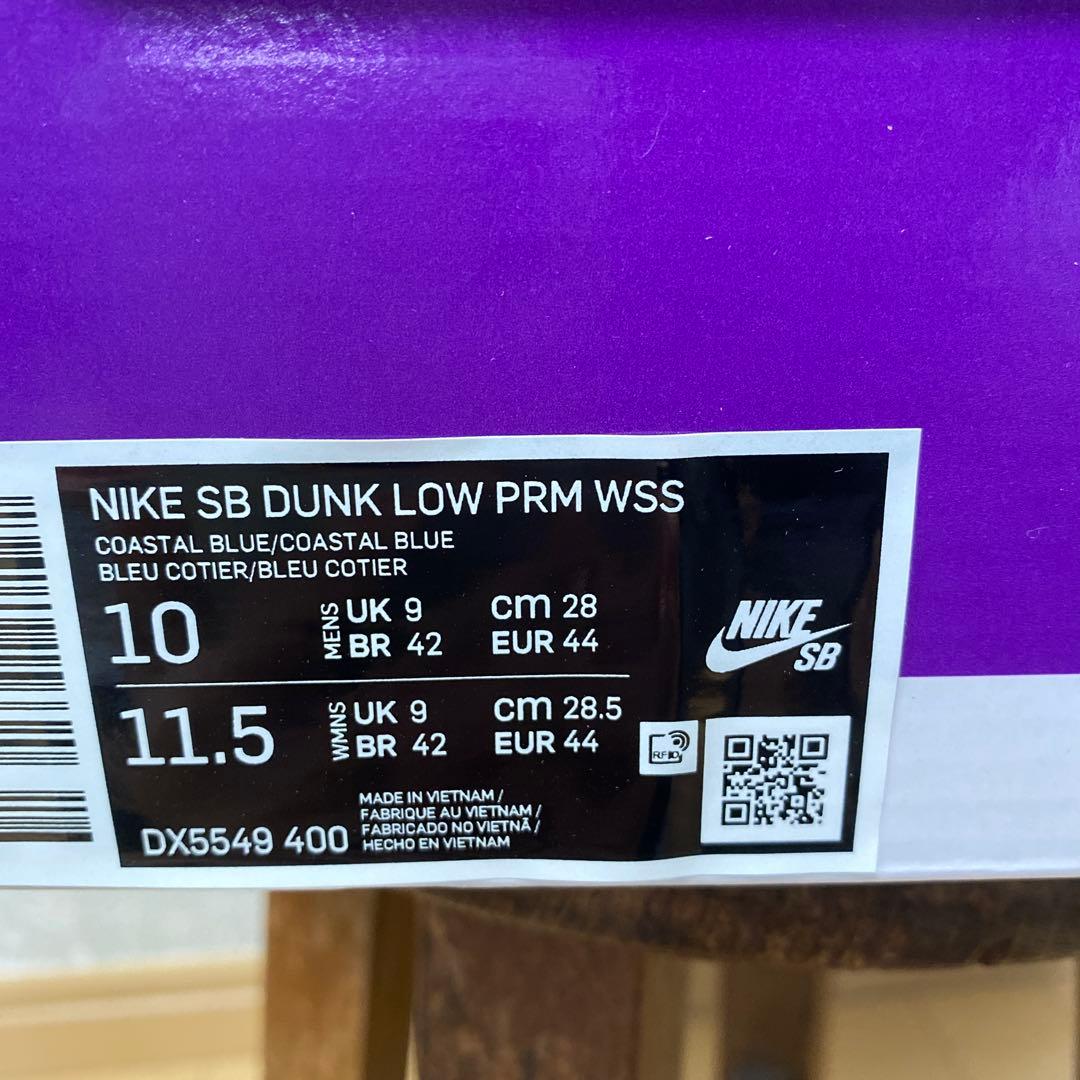 NIKE SB DUNK LOW PRM WSS
COASTAL BLUE/COASTAL BLUE
BLEU COTIER/BLEU COTIER
10 MENS UK 9 cm 28
BR 42 EUR 44
11.5 WMNS UK 9 cm 28.5
BR 42 EUR 44
NIKE
SB
RFID
DX5549 400
MADE IN VIETNAM /
FABRIQUE AU VIETNAM /
FABRICADO NO VIETNÃ /
HECHO EN VIETNAM